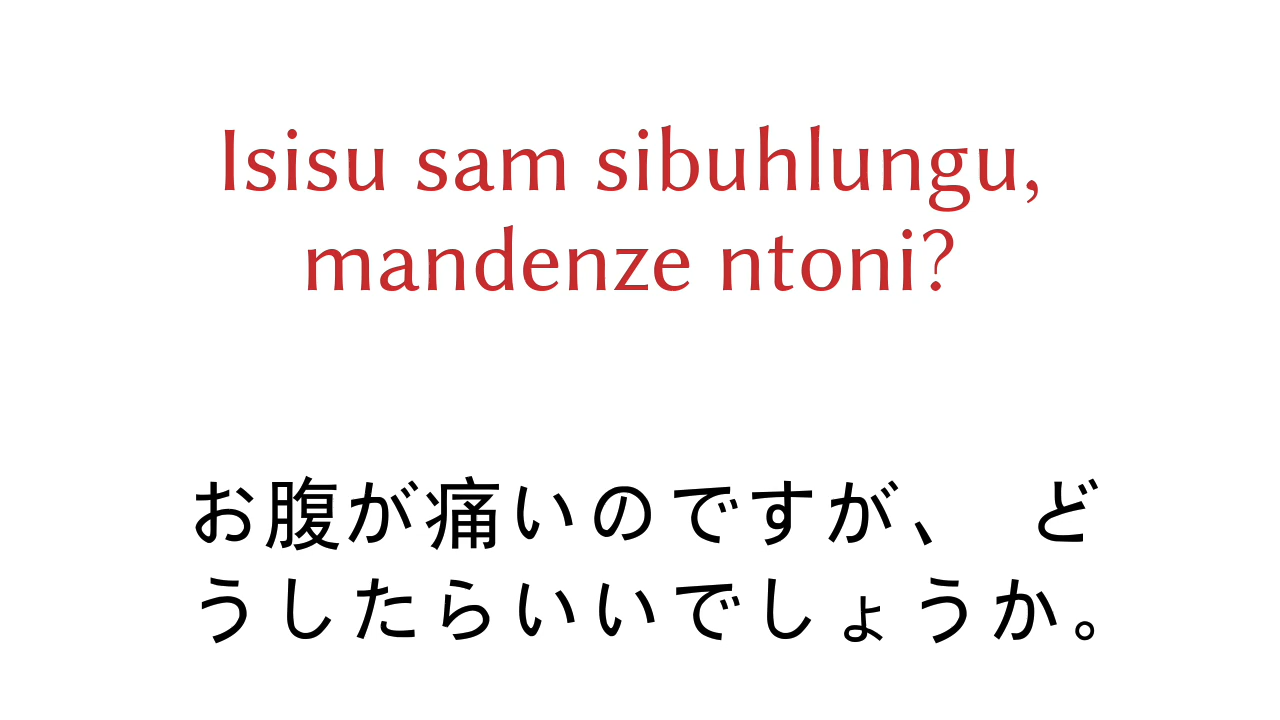 Isisu sam sibuhlungu,
mandenze ntoni?
お腹が痛いのですが、 ど
うしたらいいでしょうか。